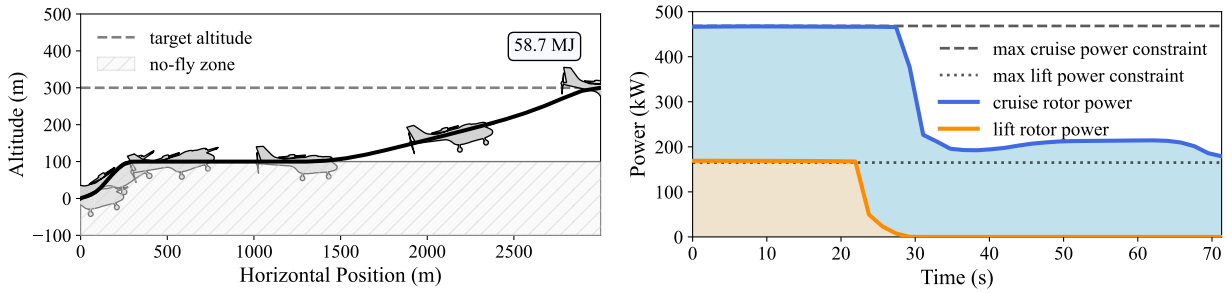 500
400
300
200
100
0
−100
Altitude (m)
target altitude
no-fly zone
58.7 MJ
0
500
1000
1500
2000
2500
Horizontal Position (m)
500
400
300
200
100
0
Power (kW)
max cruise power constraint
max lift power constraint
cruise rotor power
lift rotor power
0
10
20
30
40
50
60
70
Time (s)